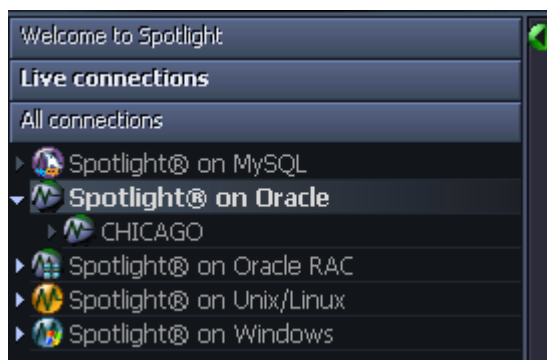 Welcome to Spotlight
Live connections
All connections
Spotlight® on MySQL
Spotlight® on Oracle
CHICAGO
Spotlight® on Oracle RAC
Spotlight® on Unix/Linux
Spotlight® on Windows